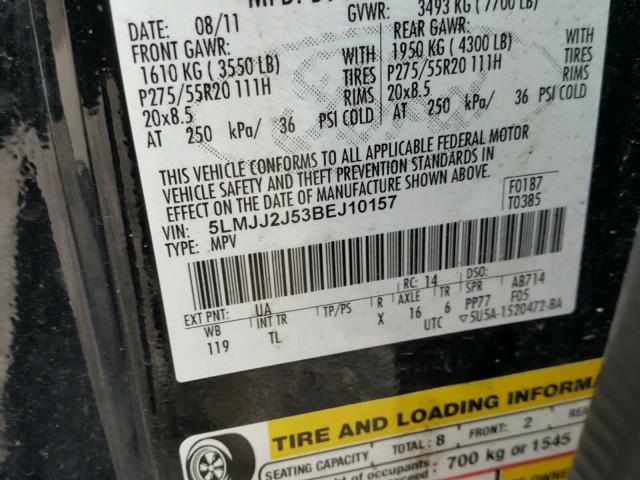 DATE: 08/11 GVWR: 3493 KG (7700 LB)
FRONT GAWR: REAR GAWR:
1610 KG (3550 LB) WITH 1950 KG (4300 LB) WITH
P275/55R20 111H TIRES P275/55R20 111H TIRES
20x8.5 RIMS 20x8.5 RIMS
AT 250 kPa/ 36 PSI COLD AT 250 kPa/ 36 PSI COLD
THIS VEHICLE CONFORMS TO ALL APPLICABLE FEDERAL MOTOR
VEHICLE SAFETY AND THEFT PREVENTION STANDARDS IN
EFFECT ON THE DATE OF MANUFACTURE SHOWN ABOVE.
VIN: 5LMJJ2J53BEJ10157 F0187
TYPE: MPV T0385
EXT PNT: UA RC: 14 DSO:
WB INT TR TP/PS R AXLE TR SPR AB714
119 TL X 16 6 PP77 F05
UTC ▽5U5A-1520472-BA
TIRE AND LOADING INFORMA
SEATING CAPACITY TOTAL: 8 FRONT: 2 REA
of occupants: 700 kg or 1545
OWNE